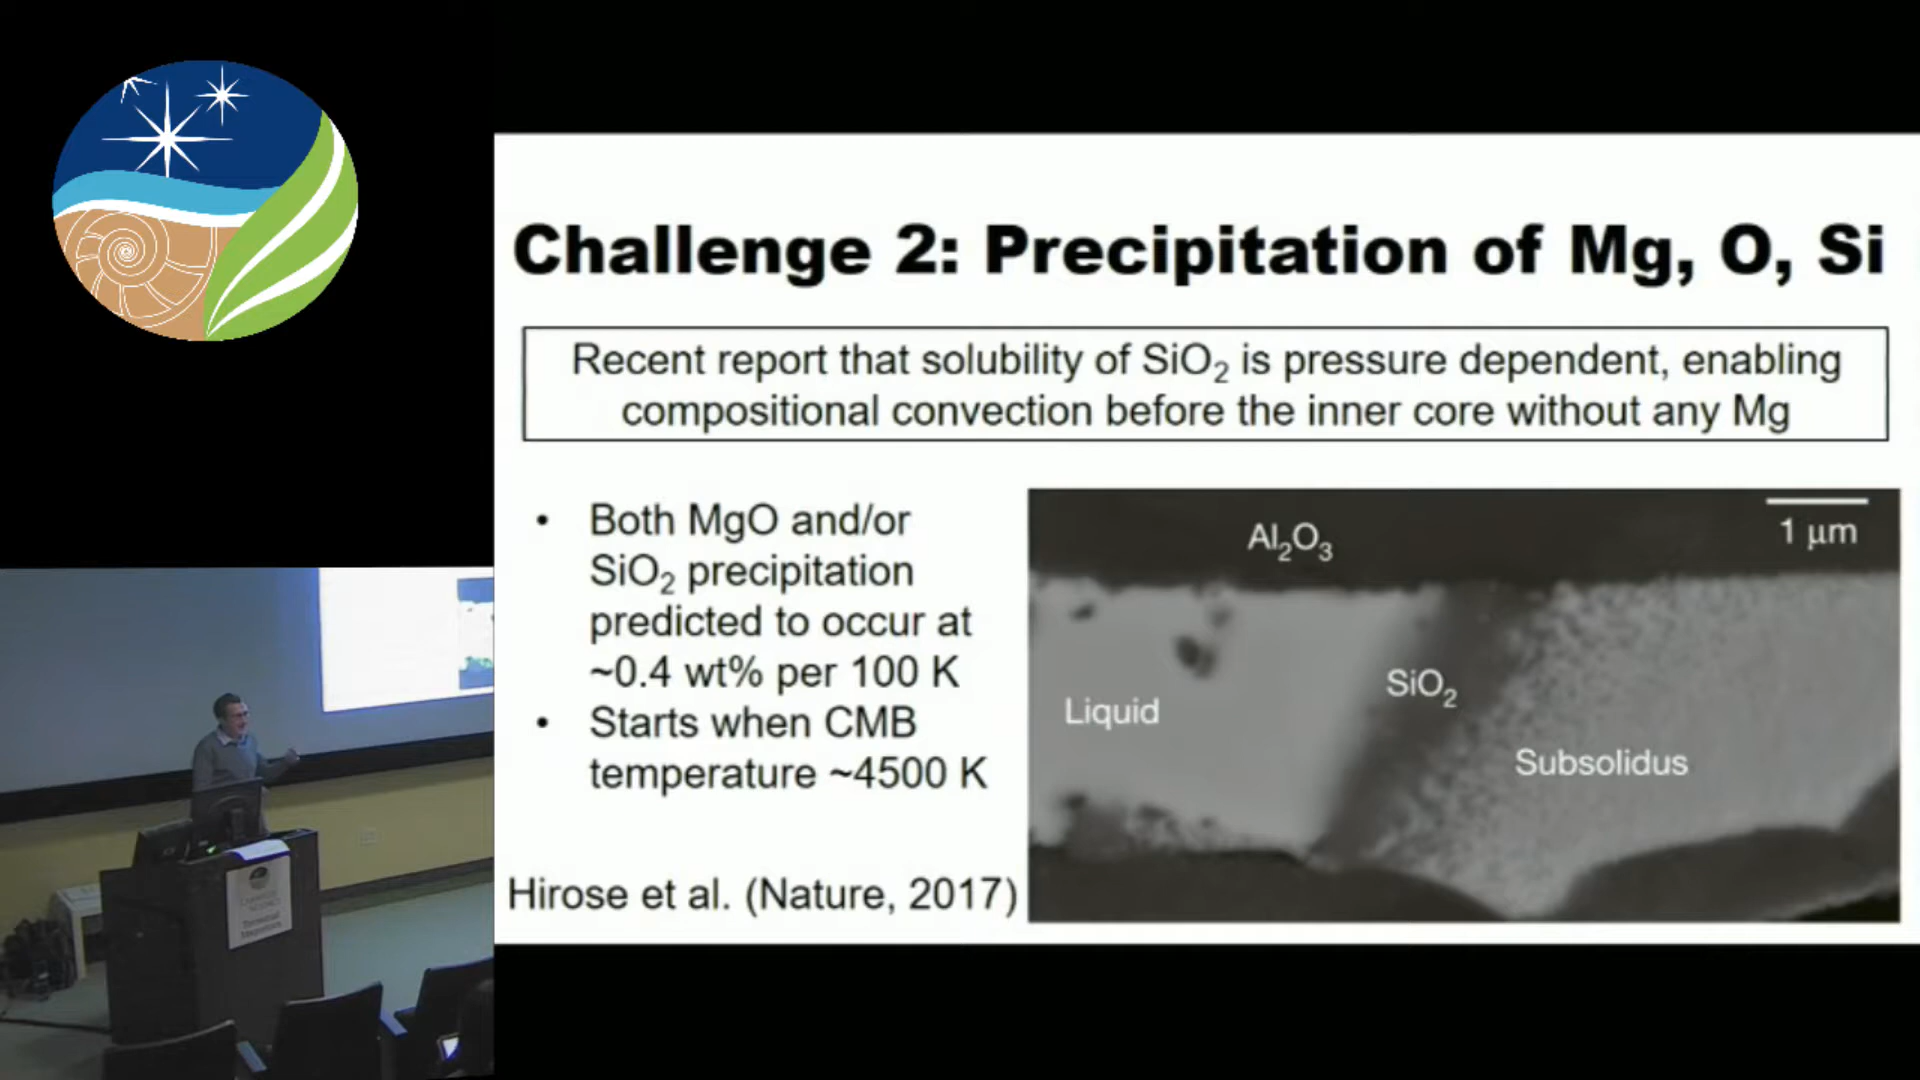 Challenge 2: Precipitation of Mg, O, Si
Recent report that solubility of SiO₂ is pressure dependent, enabling
compositional convection before the inner core without any Mg
• Both MgO and/or
SiO₂ precipitation
predicted to occur at
~0.4 wt% per 100 K
• Starts when CMB
temperature ~4500 K
Hirose et al. (Nature, 2017)
Al₂O₃
1 μm
SiO₂
Liquid
Subsolidus